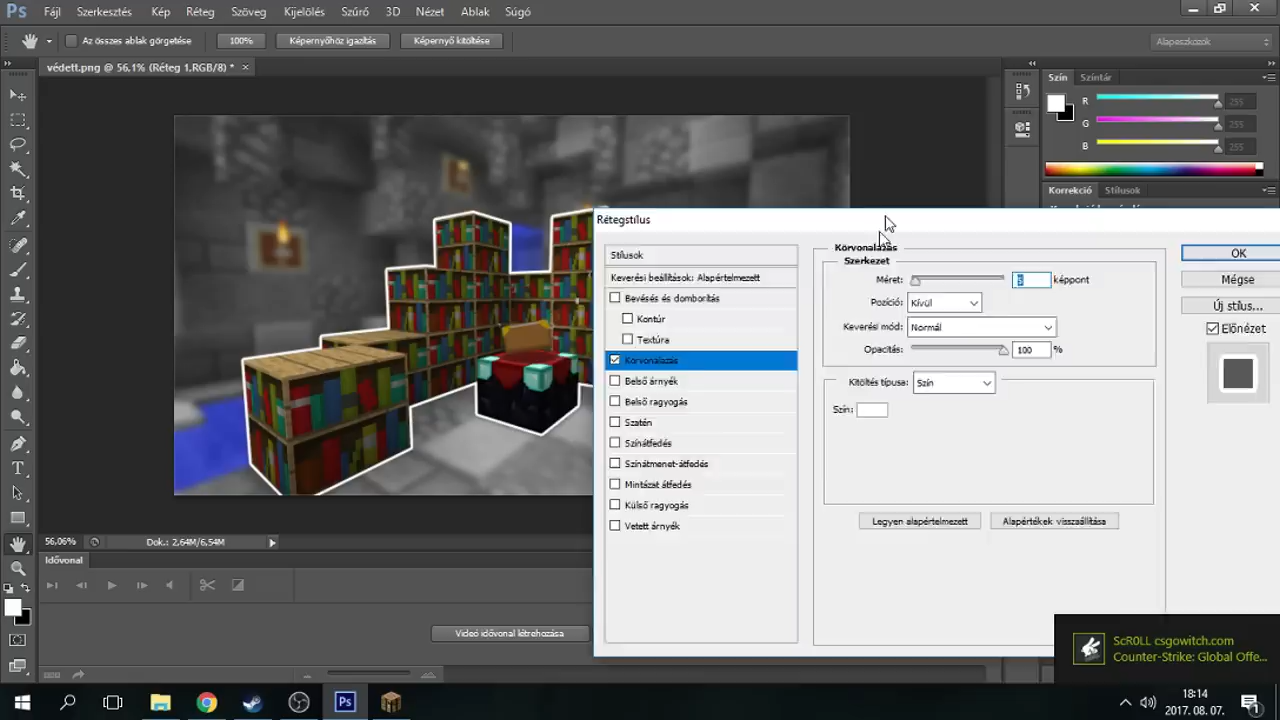 Ps Fájl Szerkesztés Kép Réteg Szöveg Kijelölés Szűrő 3D Nézet Ablak Súgó
Az összes ablak görgetése 100% Képernyőhöz igazítás Képernyő kitöltése Alapeszközök
védett.png @ 56,1% (Réteg 1,RGB/8) *
Szín Színtár
R 255
G 255
B 255
Korrekció Stílusok
Rétegstílus
Stílusok
Keverési beállítások: Alapértelmezett
Bevésés és domborítás
Kontúr
Textúra
Körvonalazás
Belső árnyék
Belső ragyogás
Szatén
Színátfedés
Színátmenet-átfedés
Mintázat átfedés
Külső ragyogás
Vetett árnyék
Körvonalazás
Szerkezet
Méret: képpont
Pozíció: Kívül
Keverési mód: Normál
Opacitás: 100 %
Kitöltés típusa: Szín
Szín:
Legyen alapértelmezett Alapértékek visszaállítása
OK
Mégse
Új stílus...
Előnézet
56,06% Dok.: 2,64M/6,54M
Idővonal
Videó idővonal létrehozása
ScR0LL csgowitch.com
Counter-Strike: Global Offe...
Ps
18:14
2017. 08. 07.
1